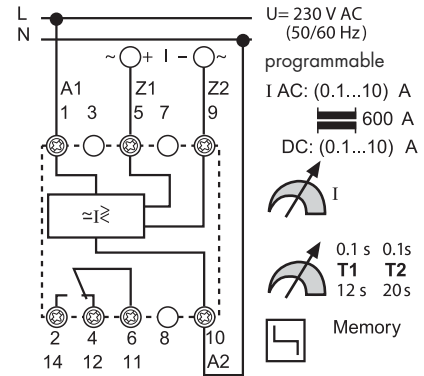 L
N
U= 230 V AC
(50/60 Hz)
programmable
I AC: (0.1...10) A
600 A
DC: (0.1...10) A
~ + I − ~
A1 Z1 Z2
1 3 5 7 9
≃I≷
I
0.1 s 0.1s
T1 T2
12 s 20s
Memory
2 4 6 8 10
14 12 11 A2